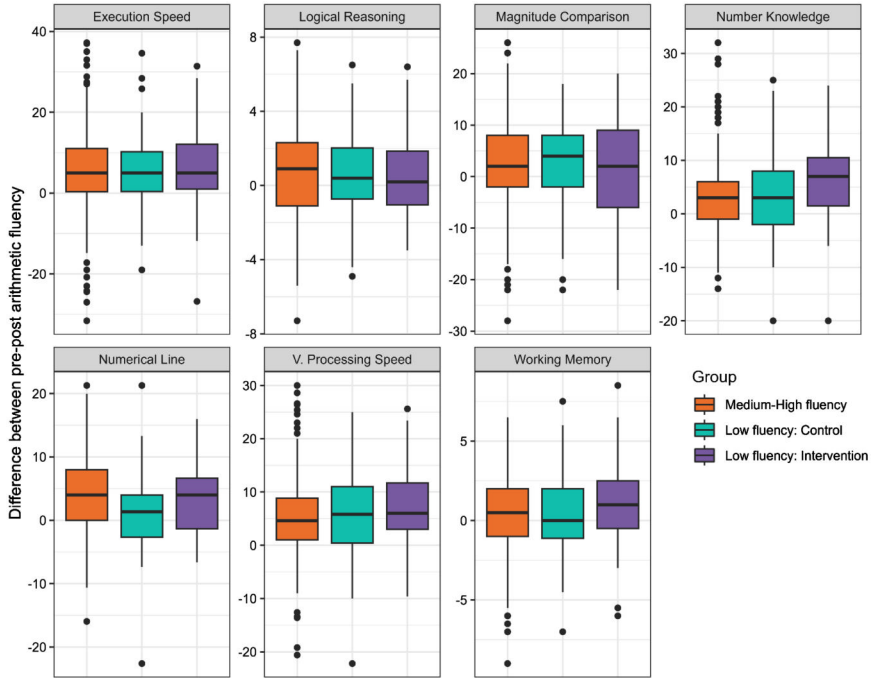 Difference between pre-post arithmetic fluency
Execution Speed
40
20
0
-20
Logical Reasoning
8
4
0
-4
-8
Magnitude Comparison
20
10
0
-10
-20
-30
Number Knowledge
30
20
10
0
-10
-20
Numerical Line
20
10
0
-10
-20
V. Processing Speed
30
20
10
0
-10
-20
Working Memory
5
0
-5
Group
Medium-High fluency
Low fluency: Control
Low fluency: Intervention